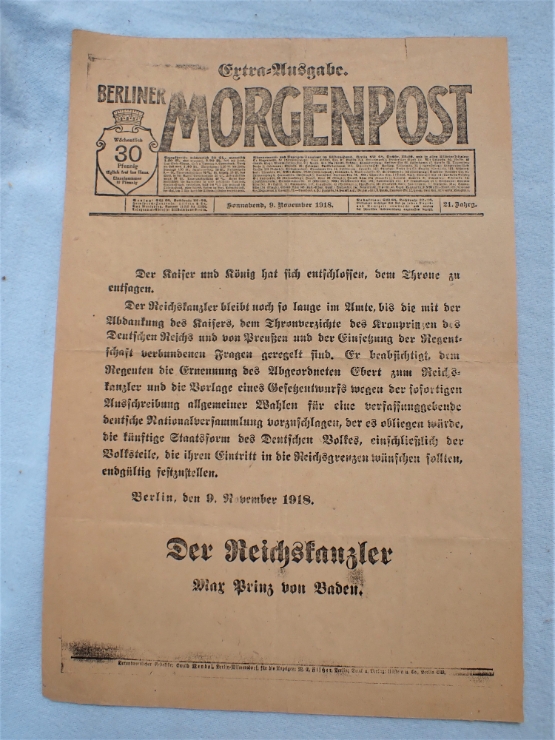 Extra-Ausgabe.
BERLINER MORGENPOST
Wöchentlich
30
Pfennig
Sonnabend, 9. November 1918.
21. Jahrg.
Der Kaiser und König hat sich entschlossen, dem Throne zu
entsagen.
Der Reichskanzler bleibt noch so lange im Amte, bis die mit der
Abdankung des Kaisers, dem Thronverzichte des Kronprinzen des
Deutschen Reichs und von Preußen und der Einsetzung der Regent-
schaft verbundenen Fragen geregelt sind. Er beabsichtigt, dem
Regenten die Ernennung des Abgeordneten Ebert zum Reichs-
kanzler und die Vorlage eines Gesetzentwurfs wegen der sofortigen
Ausschreibung allgemeiner Wahlen für eine verfassunggebende
deutsche Nationalversammlung vorzuschlagen, der es obliegen würde,
die künftige Staatsform des Deutschen Volkes, einschließlich der
Volksteile, die ihren Eintritt in die Reichsgrenzen wünschen sollten,
endgültig festzustellen.
Berlin, den 9. November 1918.
Der Reichskanzler
Max Prinz von Baden.